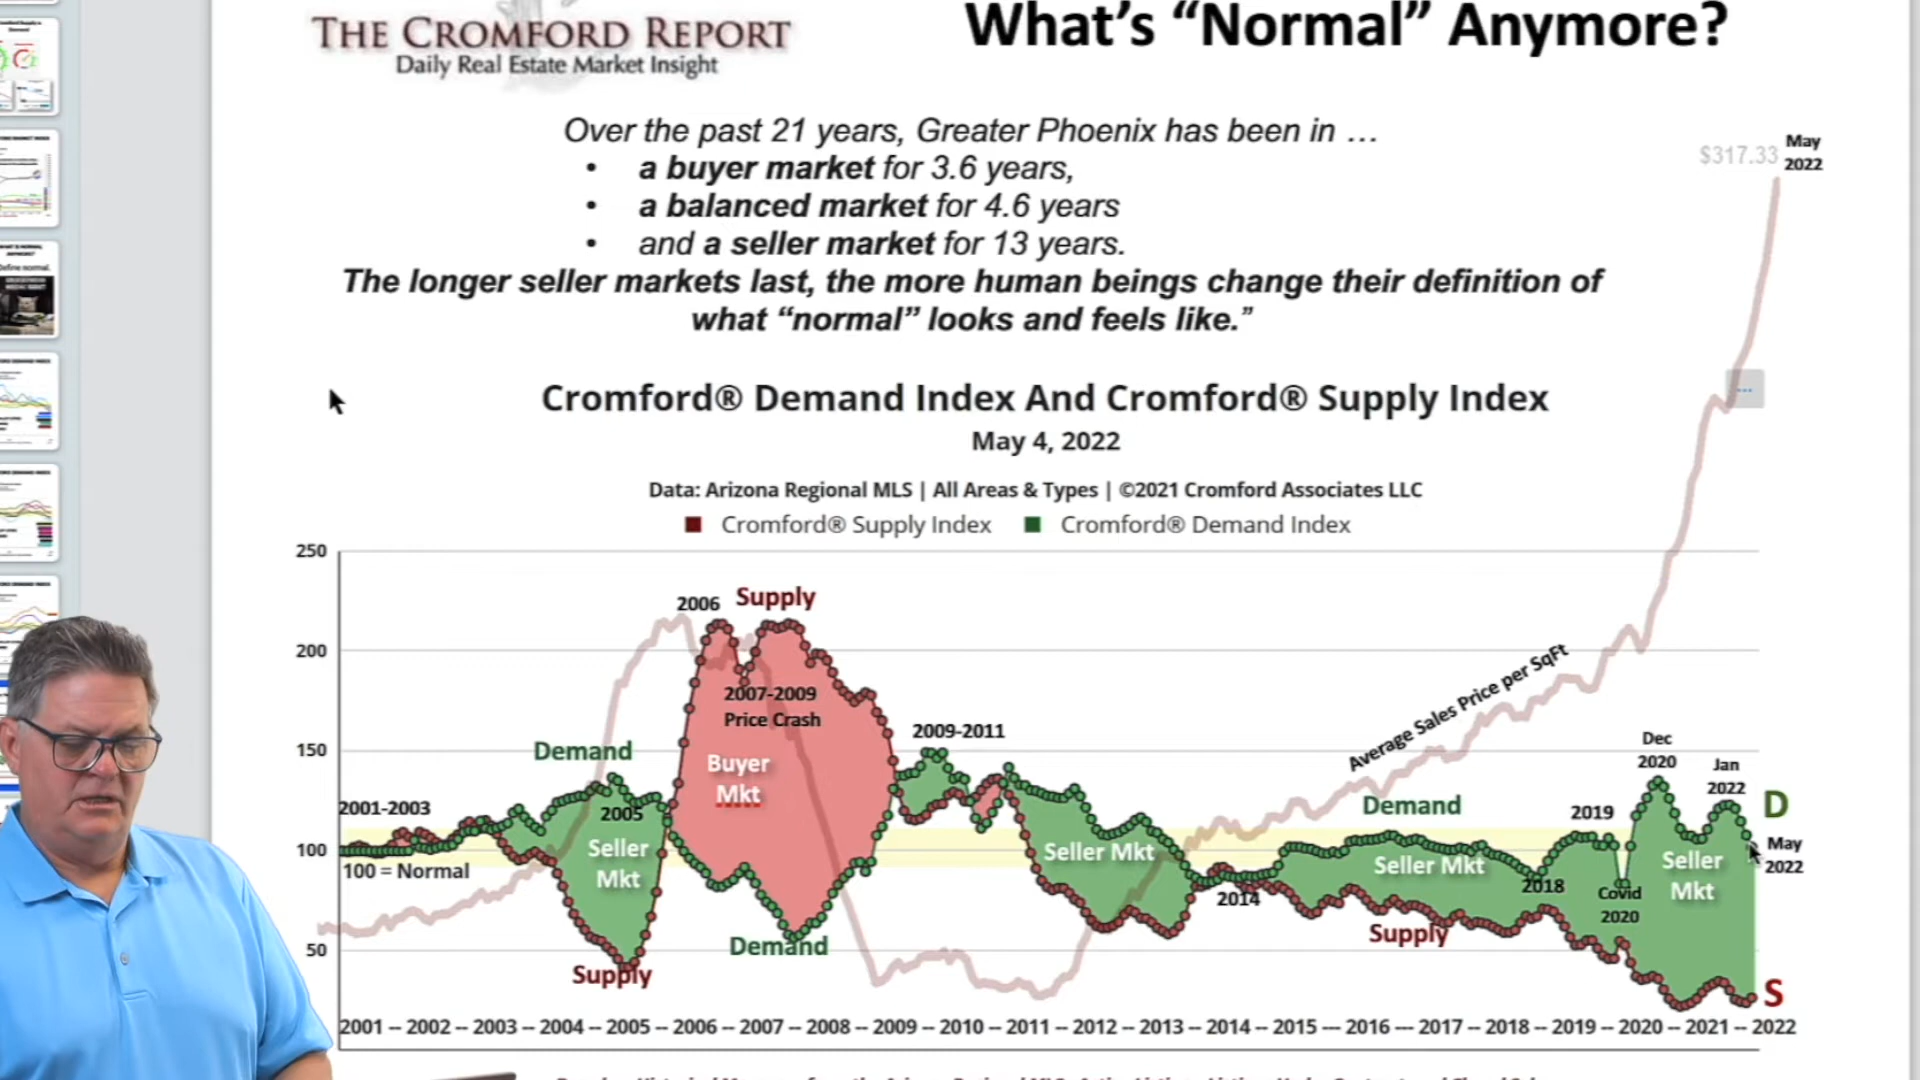 THE CROMFORD REPORT
Daily Real Estate Market Insight
What's “Normal” Anymore?
Over the past 21 years, Greater Phoenix has been in …
• a buyer market for 3.6 years,
• a balanced market for 4.6 years
• and a seller market for 13 years.
The longer seller markets last, the more human beings change their definition of
what “normal” looks and feels like.”
$317.33
May
2022
Cromford® Demand Index And Cromford® Supply Index
May 4, 2022
Data: Arizona Regional MLS | All Areas & Types | ©2021 Cromford Associates LLC
Cromford® Supply Index
Cromford® Demand Index
250
200
150
100
50
2001-2003
100 = Normal
Demand
2005
Seller
Mkt
Supply
2006
Supply
2007-2009
Price Crash
Buyer
Mkt
Demand
2009-2011
Seller Mkt
2014
Average Sales Price per SqFt
Demand
Seller Mkt
Supply
2018
2019
Covid
2020
Dec
2020
Jan
2022
Seller
Mkt
D
May
2022
S
2001 -- 2002 -- 2003 -- 2004 -- 2005 -- 2006 -- 2007 -- 2008 -- 2009 -- 2010 -- 2011 -- 2012 -- 2013 -- 2014 -- 2015 --- 2016 --- 2017 -- 2018 -- 2019 -- 2020 -- 2021 -- 2022